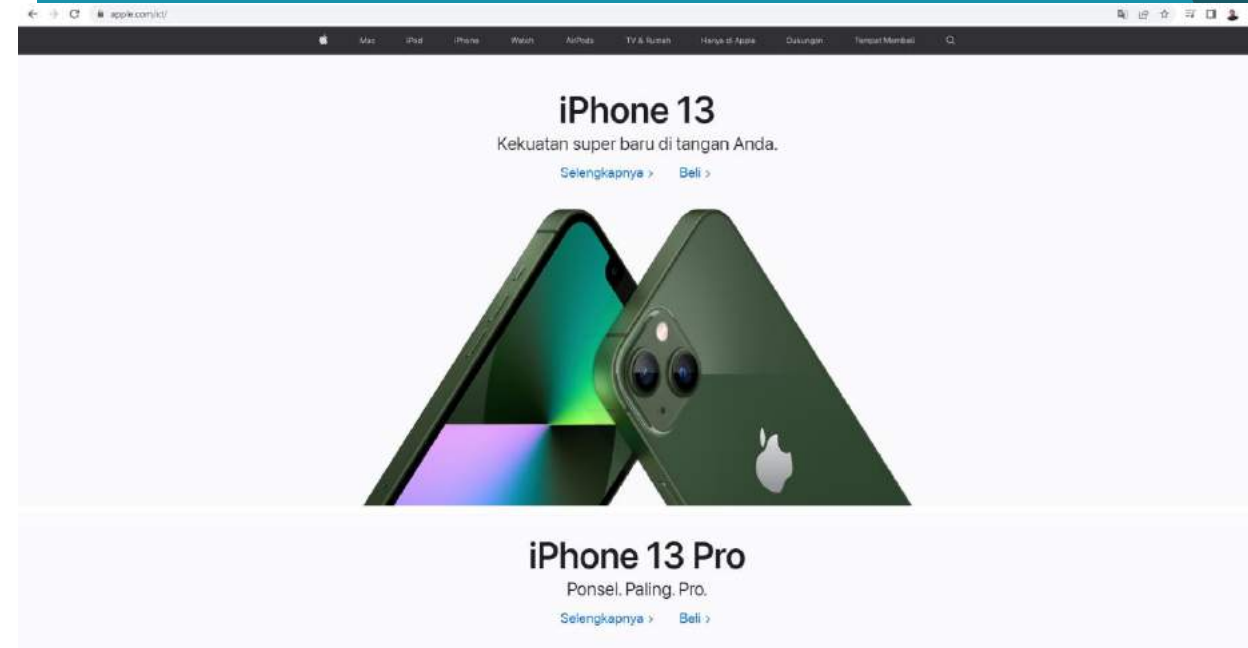 apple.com/id/
Mac iPad iPhone Watch AirPods TV & Rumah Hanya di Apple Dukungan Tempat Membeli
iPhone 13
Kekuatan super baru di tangan Anda.
Selengkapnya > Beli >
iPhone 13 Pro
Ponsel. Paling. Pro.
Selengkapnya > Beli >